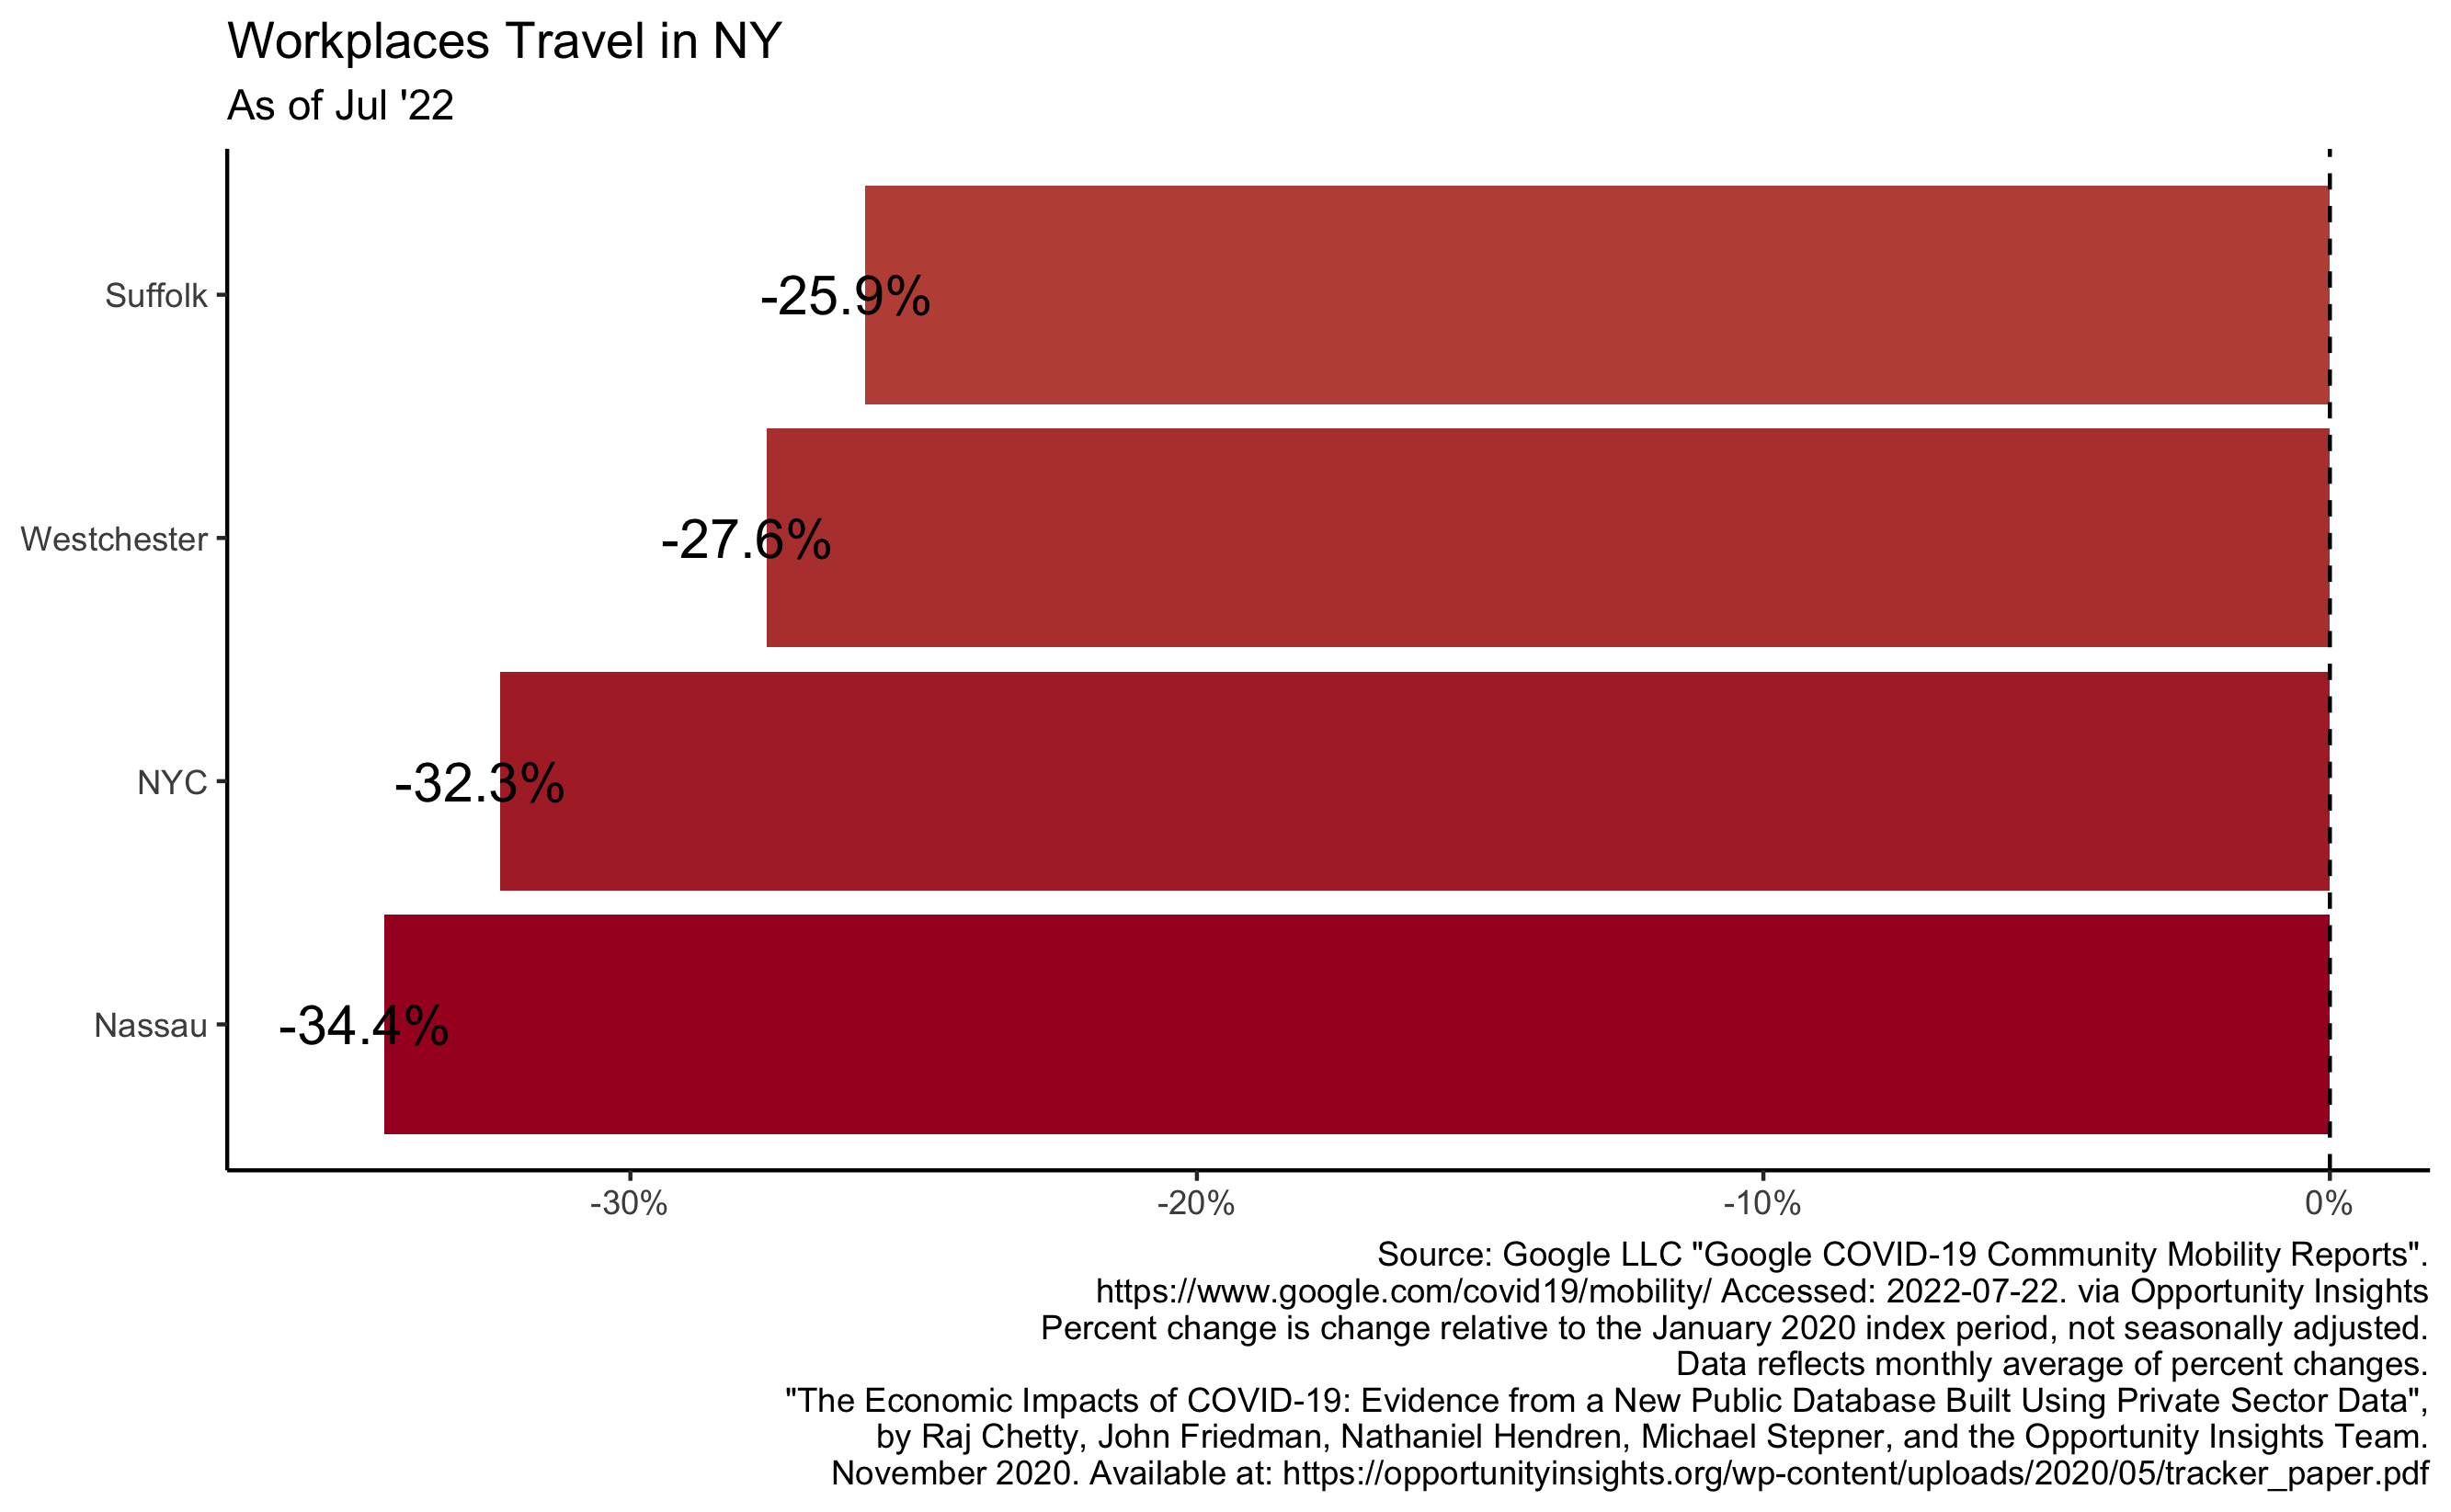 Workplaces Travel in NY
As of Jul '22
Suffolk
-25.9%
Westchester
-27.6%
NYC
-32.3%
Nassau
-34.4%
-30%
-20%
-10%
0%
Source: Google LLC "Google COVID-19 Community Mobility Reports".
https://www.google.com/covid19/mobility/ Accessed: 2022-07-22. via Opportunity Insights
Percent change is change relative to the January 2020 index period, not seasonally adjusted.
Data reflects monthly average of percent changes.
"The Economic Impacts of COVID-19: Evidence from a New Public Database Built Using Private Sector Data",
by Raj Chetty, John Friedman, Nathaniel Hendren, Michael Stepner, and the Opportunity Insights Team.
November 2020. Available at: https://opportunityinsights.org/wp-content/uploads/2020/05/tracker_paper.pdf